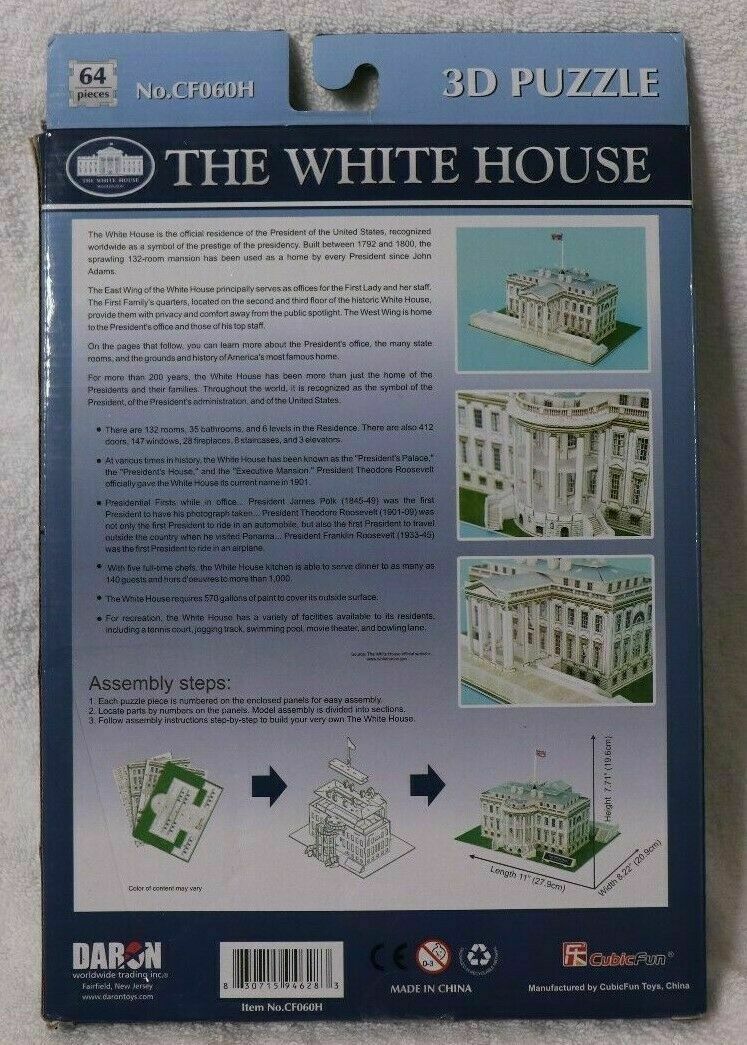 64
pieces
No.CF060H
3D PUZZLE
THE WHITE HOUSE
WASHINGTON
THE WHITE HOUSE
The White House is the official residence of the President of the United States, recognized
worldwide as a symbol of the prestige of the presidency. Built between 1792 and 1800, the
sprawling 132-room mansion has been used as a home by every President since John
Adams.
The East Wing of the White House principally serves as offices for the First Lady and her staff.
The First Family's quarters, located on the second and third floor of the historic White House,
provide them with privacy and comfort away from the public spotlight. The West Wing is home
to the President's office and those of his top staff.
On the pages that follow, you can learn more about the President's office, the many state
rooms, and the grounds and history of America's most famous home.
For more than 200 years, the White House has been more than just the home of the
Presidents and their families. Throughout the world, it is recognized as the symbol of the
President, of the President's administration, and of the United States.
• There are 132 rooms, 35 bathrooms, and 6 levels in the Residence. There are also 412
doors, 147 windows, 28 fireplaces, 8 staircases, and 3 elevators.
• At various times in history, the White House has been known as the "President's Palace,"
the "President's House," and the "Executive Mansion." President Theodore Roosevelt
officially gave the White House its current name in 1901.
• Presidential Firsts while in office... President James Polk (1845-49) was the first
President to have his photograph taken... President Theodore Roosevelt (1901-09) was
not only the first President to ride in an automobile, but also the first President to travel
outside the country when he visited Panama... President Franklin Roosevelt (1933-45)
was the first President to ride in an airplane.
• With five full-time chefs, the White House kitchen is able to serve dinner to as many as
140 guests and hors d'oeuvres to more than 1,000.
• The White House requires 570 gallons of paint to cover its outside surface.
• For recreation, the White House has a variety of facilities available to its residents,
including a tennis court, jogging track, swimming pool, movie theater, and bowling lane.
Source: The White House official website
www.whitehouse.gov
Assembly steps:
1. Each puzzle piece is numbered on the enclosed panels for easy assembly.
2. Locate parts by numbers on the panels. Model assembly is divided into sections.
3. Follow assembly instructions step-by-step to build your very own The White House.
Height 7.71" (19.6cm)
Length 11" (27.9cm)
Width 8.22" (20.9cm)
Color of content may vary
DARON
worldwide trading inc.®
Fairfield, New Jersey
www.darontoys.com
8 30715 94628 3
Item No.CF060H
CE
0-3
MADE IN CHINA
CubicFun®
Manufactured by CubicFun Toys, China